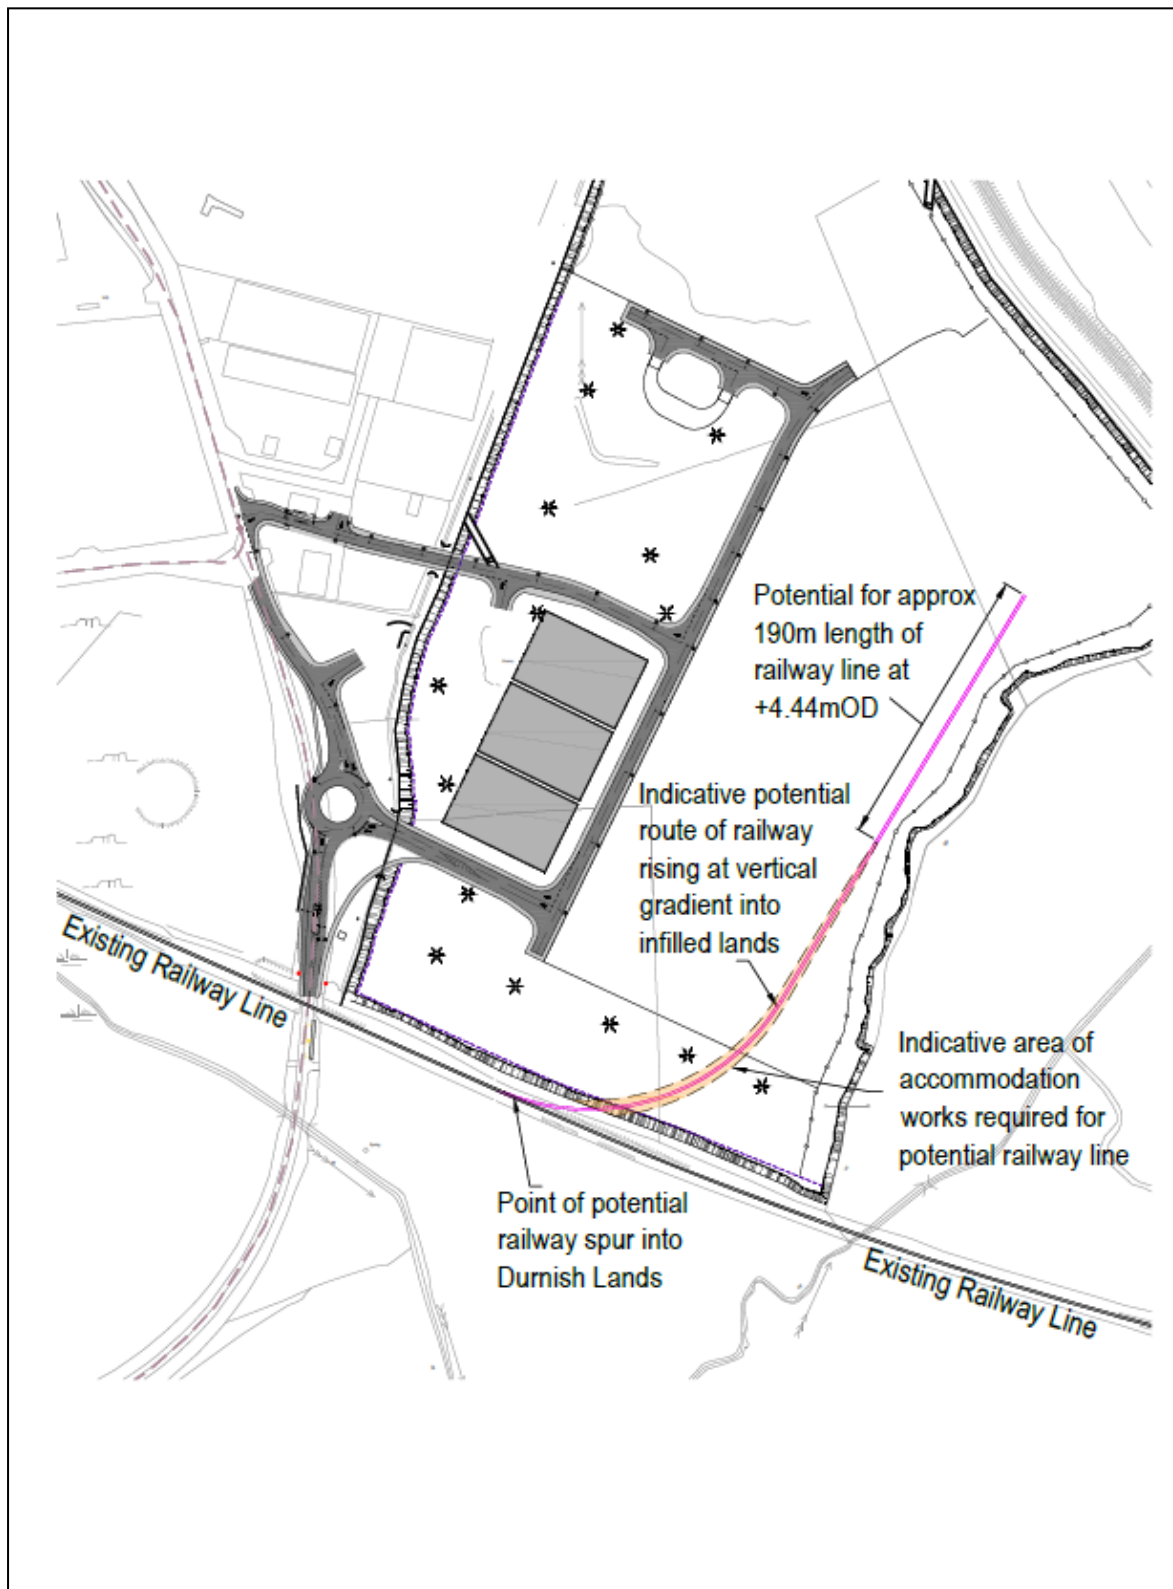 Potential for approx
190m length of
railway line at
+4.44mOD
Indicative potential
route of railway
rising at vertical
gradient into
infilled lands
Existing Railway Line
Indicative area of
accommodation
works required for
potential railway line
Point of potential
railway spur into
Durnish Lands
Existing Railway Line